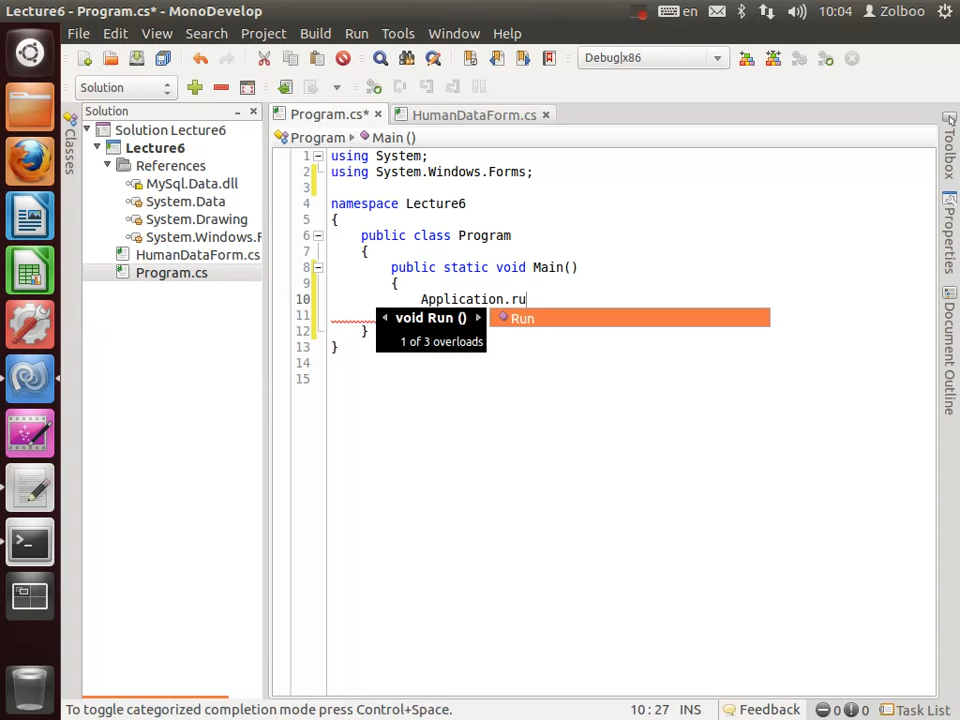 Lecture6 - Program.cs* - MonoDevelop
en
10:04
Zolboo
File Edit View Search Project Build Run Tools Window Help
Debug|x86
Solution
Solution
Program.cs*
HumanDataForm.cs
Classes
Solution Lecture6
Lecture6
References
MySql.Data.dll
System.Data
System.Drawing
System.Windows.F
HumanDataForm.cs
Program.cs
Program
Main ()
1 using System;
2 using System.Windows.Forms;
3
4 namespace Lecture6
5 {
6 public class Program
7 {
8 public static void Main()
9 {
10 Application.ru
11
12 }
13 }
14
15
void Run ()
1 of 3 overloads
Run
Toolbox
Properties
Document Outline
To toggle categorized completion mode press Control+Space.
10 : 27
INS
Feedback
0
0
Task List